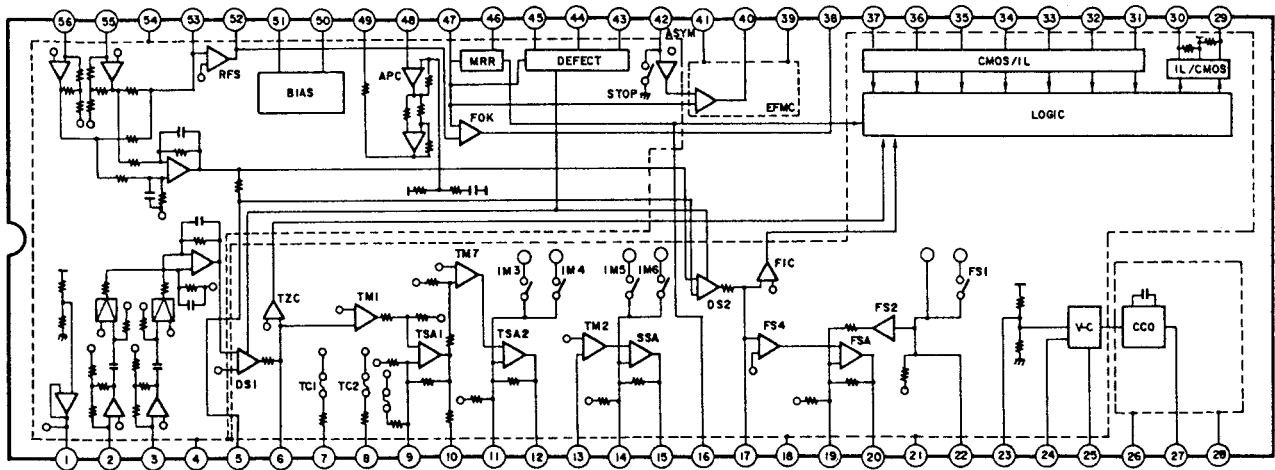 56 55 54 53 52 51 50 49 48 47 46 45 44 43 42 41 40 39 38 37 36 35 34 33 32 31 30 29
ASYM
RFS
MRR
DEFECT
CMOS/IL
IL/CMOS
APC
BIAS
STOP
EFMC
FOK
LOGIC
TM7
1M3
1M4
1M5
1M6
FIC
FS1
TZC
TM1
DS2
FS2
TSA1
TSA2
TM2
SSA
FS4
FSA
V-C
CCO
DS1
TC1
TC2
1 2 3 4 5 6 7 8 9 10 11 12 13 14 15 16 17 18 19 20 21 22 23 24 25 26 27 28